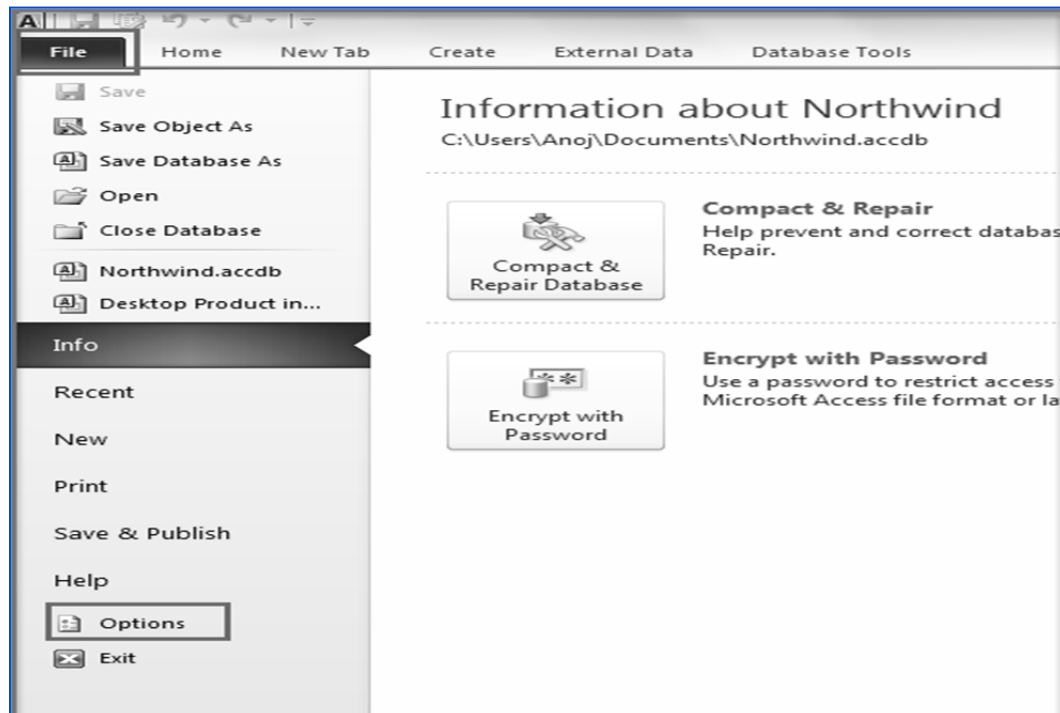 A
File Home New Tab Create External Data Database Tools
Save
Save Object As
Save Database As
Open
Close Database
Northwind.accdb
Desktop Product in...
Info
Recent
New
Print
Save & Publish
Help
Options
Exit
Information about Northwind
C:\Users\Anoj\Documents\Northwind.accdb
Compact &
Repair Database
Compact & Repair
Help prevent and correct databas
Repair.
Encrypt with
Password
Encrypt with Password
Use a password to restrict access
Microsoft Access file format or la